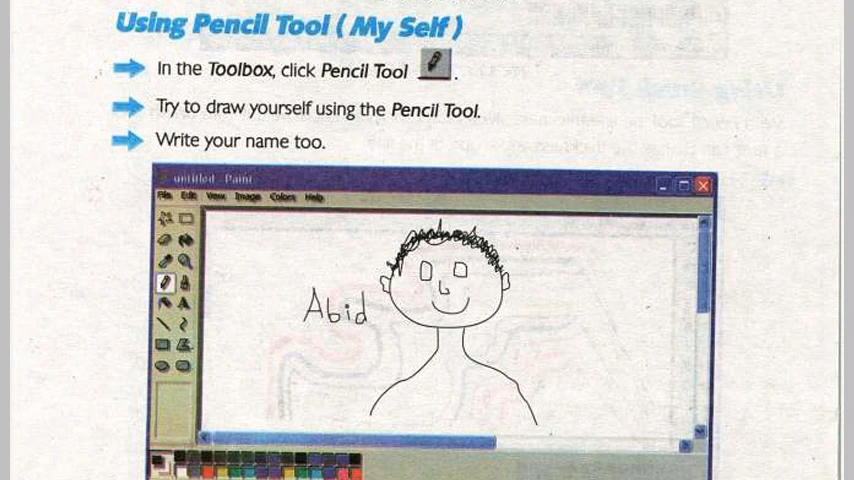 Using Pencil Tool ( My Self )
In the Toolbox, click Pencil Tool .
Try to draw yourself using the Pencil Tool.
Write your name too.
untitled - Paint
File Edit View Image Colors Help
A
Abid